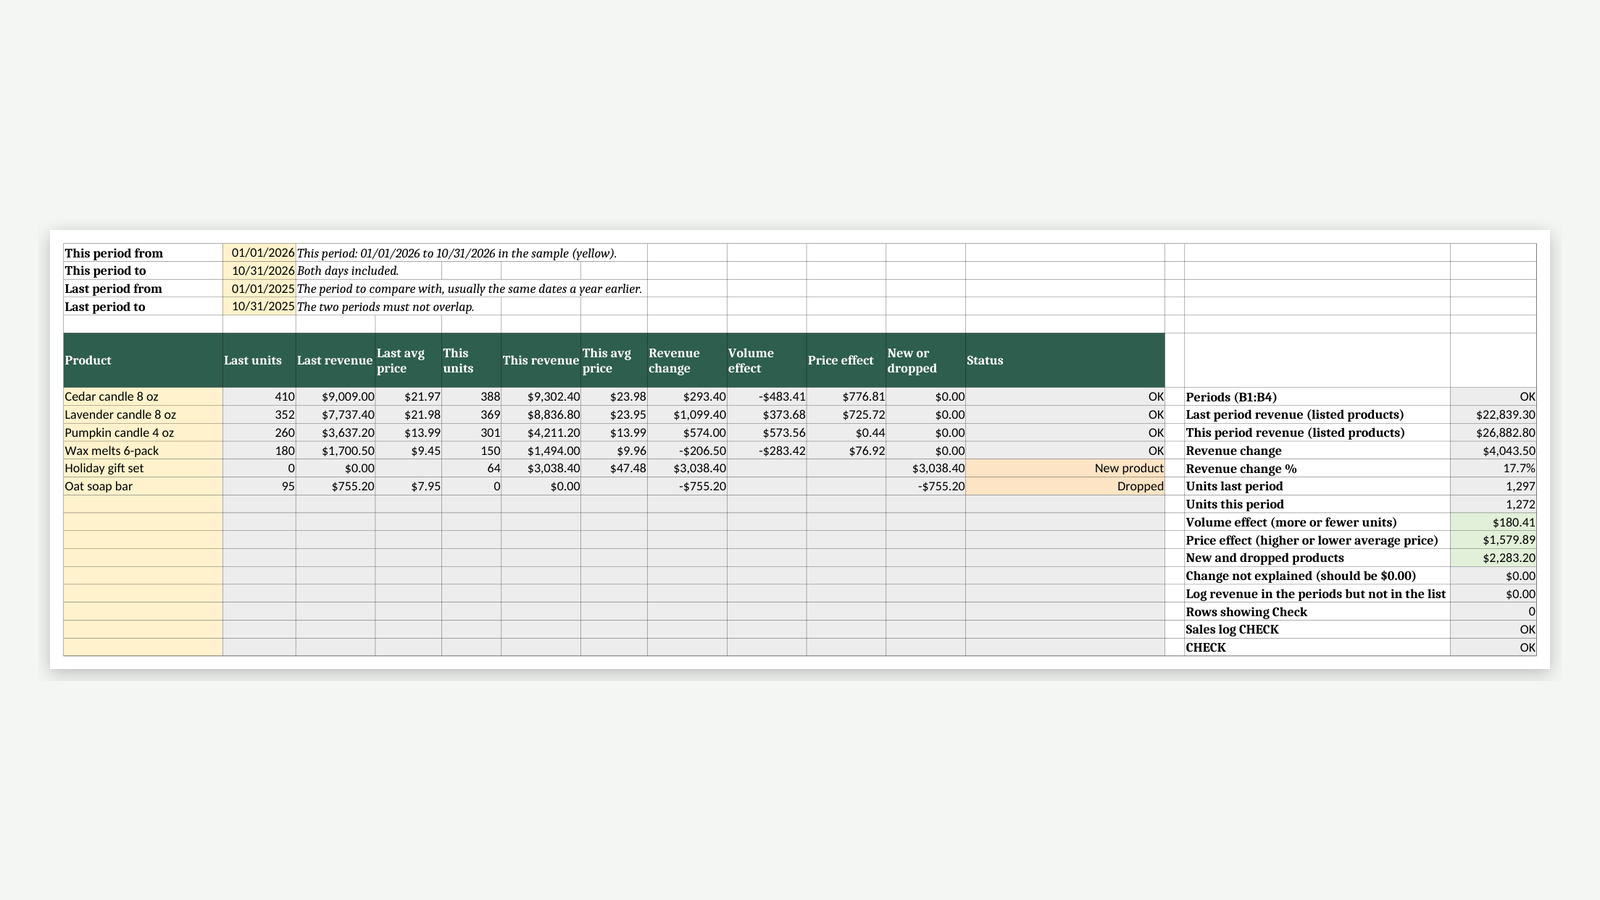 This period from 01/01/2026 This period: 01/01/2026 to 10/31/2026 in the sample (yellow).
This period to 10/31/2026 Both days included.
Last period from 01/01/2025 The period to compare with, usually the same dates a year earlier.
Last period to 10/31/2025 The two periods must not overlap.
Product Last units Last revenue Last avg price This units This revenue This avg price Revenue change Volume effect Price effect New or dropped Status
Cedar candle 8 oz 410 $9,009.00 $21.97 388 $9,302.40 $23.98 $293.40 -$483.41 $776.81 $0.00 OK Periods (B1:B4) OK
Lavender candle 8 oz 352 $7,737.40 $21.98 369 $8,836.80 $23.95 $1,099.40 $373.68 $725.72 $0.00 OK Last period revenue (listed products) $22,839.30
Pumpkin candle 4 oz 260 $3,637.20 $13.99 301 $4,211.20 $13.99 $574.00 $573.56 $0.44 $0.00 OK This period revenue (listed products) $26,882.80
Wax melts 6-pack 180 $1,700.50 $9.45 150 $1,494.00 $9.96 -$206.50 -$283.42 $76.92 $0.00 OK Revenue change $4,043.50
Holiday gift set 0 $0.00 64 $3,038.40 $47.48 $3,038.40 $3,038.40 New product Revenue change % 17.7%
Oat soap bar 95 $755.20 $7.95 0 $0.00 -$755.20 -$755.20 Dropped Units last period 1,297
Units this period 1,272
Volume effect (more or fewer units) $180.41
Price effect (higher or lower average price) $1,579.89
New and dropped products $2,283.20
Change not explained (should be $0.00) $0.00
Log revenue in the periods but not in the list $0.00
Rows showing Check 0
Sales log CHECK OK
CHECK OK